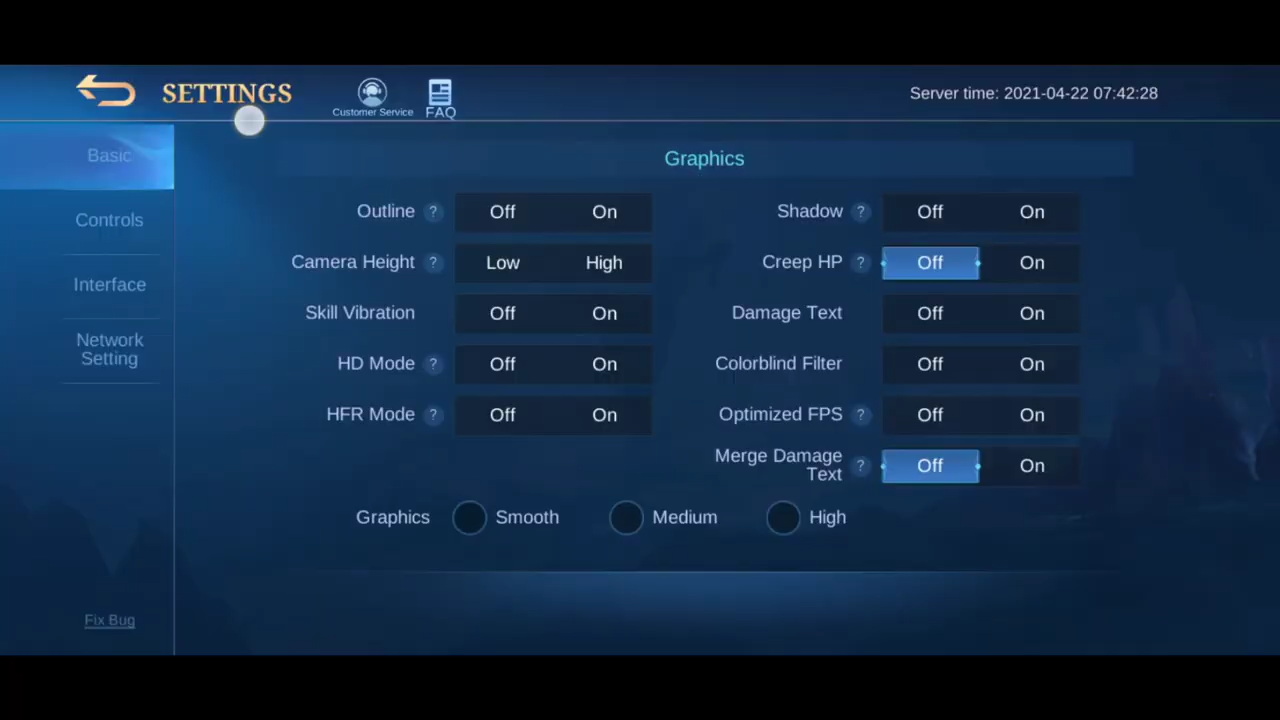 SETTINGS
Customer Service
FAQ
Server time: 2021-04-22 07:42:28
Basic
Controls
Interface
Network
Setting
Fix Bug
Graphics
Outline ? Off On
Shadow ? Off On
Camera Height ? Low High
Creep HP ? Off On
Skill Vibration Off On
Damage Text Off On
HD Mode ? Off On
Colorblind Filter Off On
HFR Mode ? Off On
Optimized FPS ? Off On
Merge Damage
Text ? Off On
Graphics Smooth Medium High